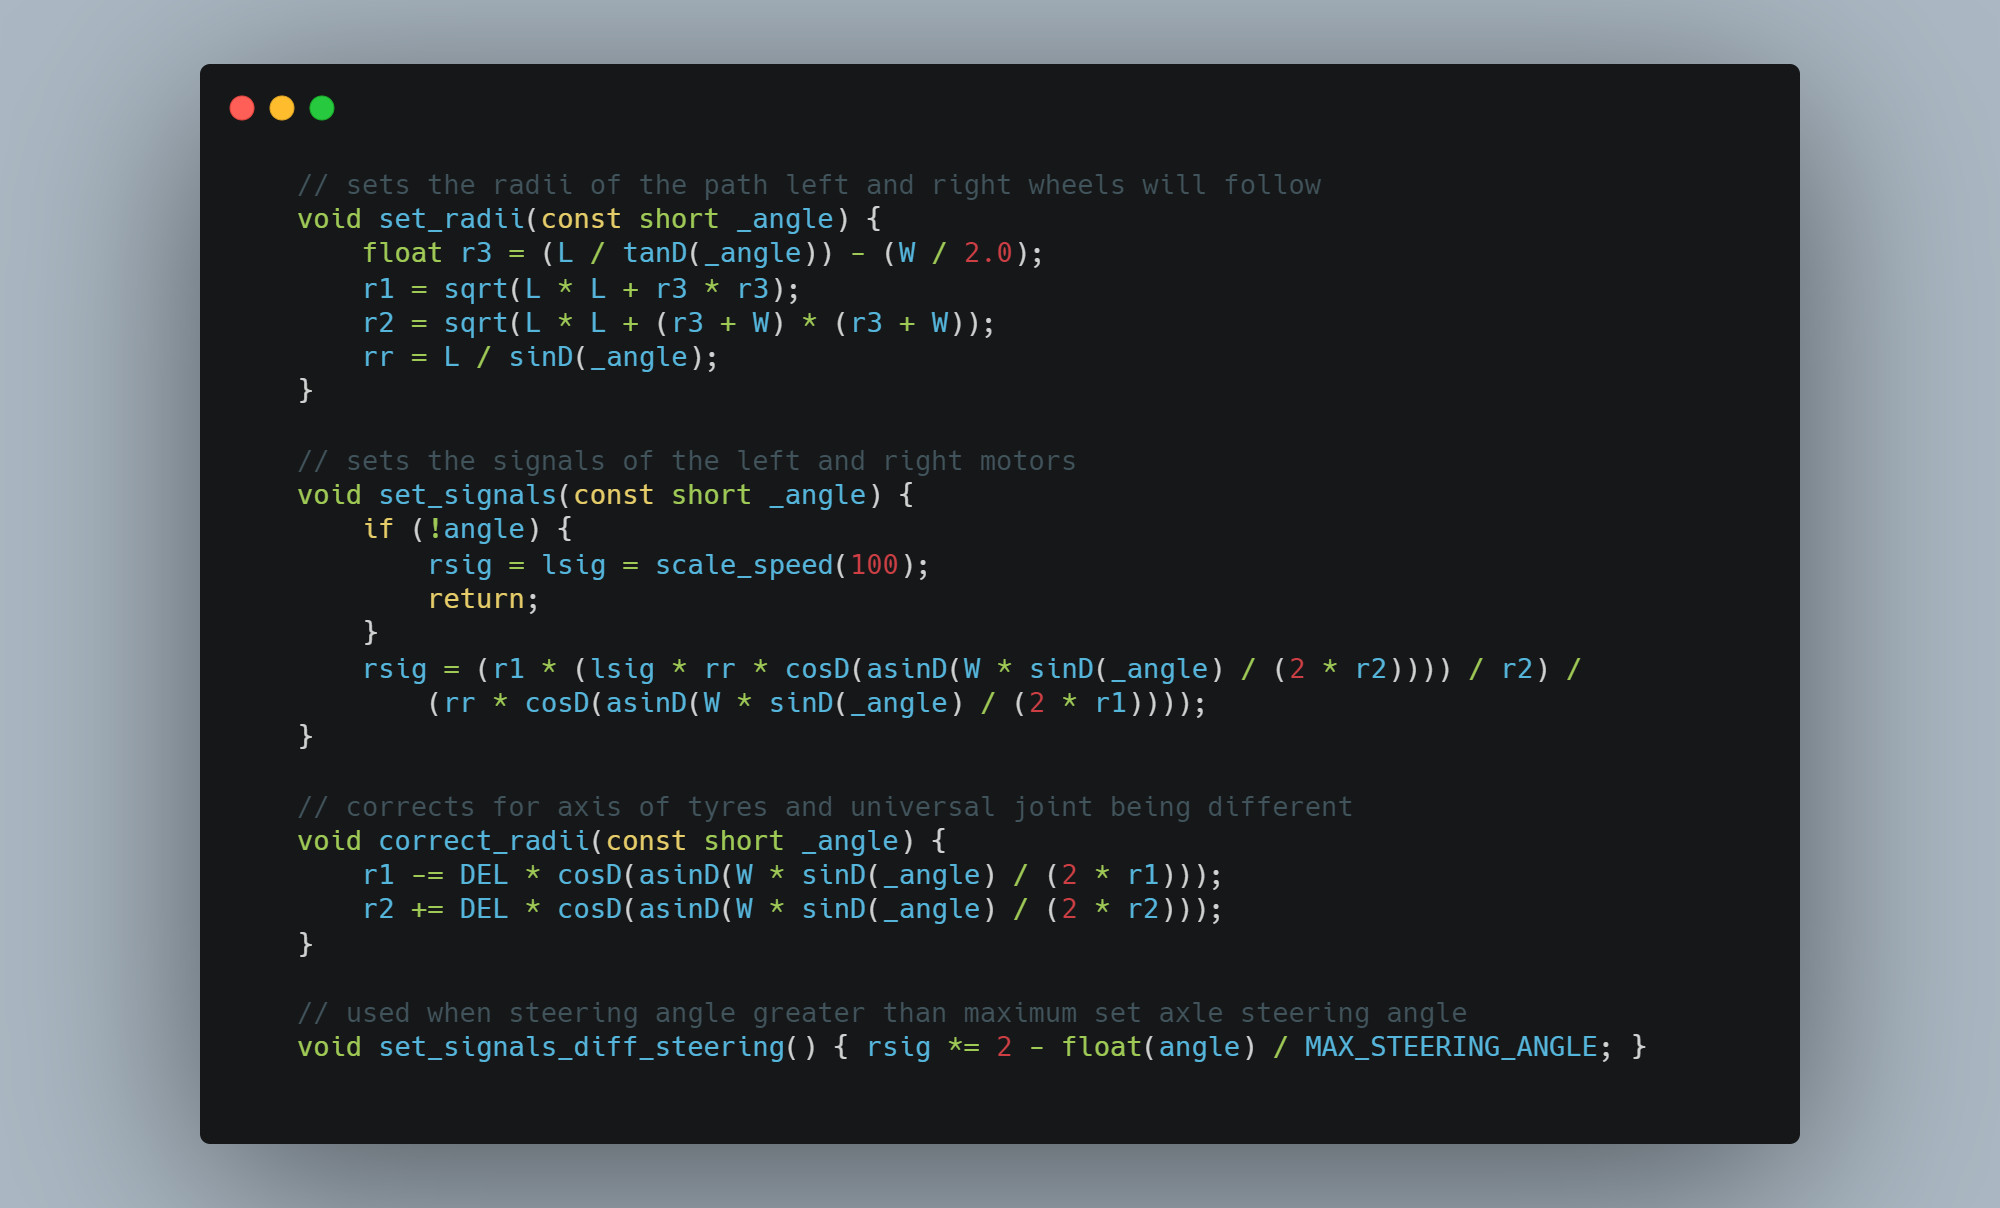 // sets the radii of the path left and right wheels will follow
void set_radii(const short _angle) {
    float r3 = (L / tanD(_angle)) - (W / 2.0);
    r1 = sqrt(L * L + r3 * r3);
    r2 = sqrt(L * L + (r3 + W) * (r3 + W));
    rr = L / sinD(_angle);
}

// sets the signals of the left and right motors
void set_signals(const short _angle) {
    if (!angle) {
        rsig = lsig = scale_speed(100);
        return;
    }
    rsig = (r1 * (lsig * rr * cosD(asinD(W * sinD(_angle) / (2 * r2)))) / r2) /
        (rr * cosD(asinD(W * sinD(_angle) / (2 * r1))));
}

// corrects for axis of tyres and universal joint being different
void correct_radii(const short _angle) {
    r1 -= DEL * cosD(asinD(W * sinD(_angle) / (2 * r1)));
    r2 += DEL * cosD(asinD(W * sinD(_angle) / (2 * r2)));
}

// used when steering angle greater than maximum set axle steering angle
void set_signals_diff_steering() { rsig *= 2 - float(angle) / MAX_STEERING_ANGLE; }